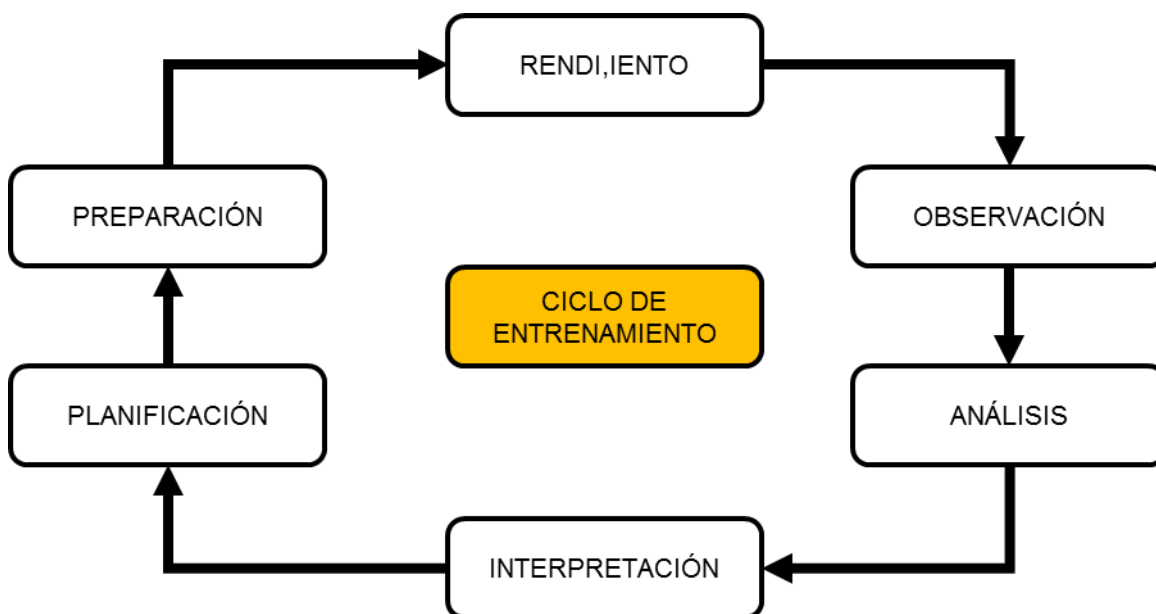 RENDI,IENTO
PREPARACIÓN
OBSERVACIÓN
CICLO DE
ENTRENAMIENTO
PLANIFICACIÓN
ANÁLISIS
INTERPRETACIÓN